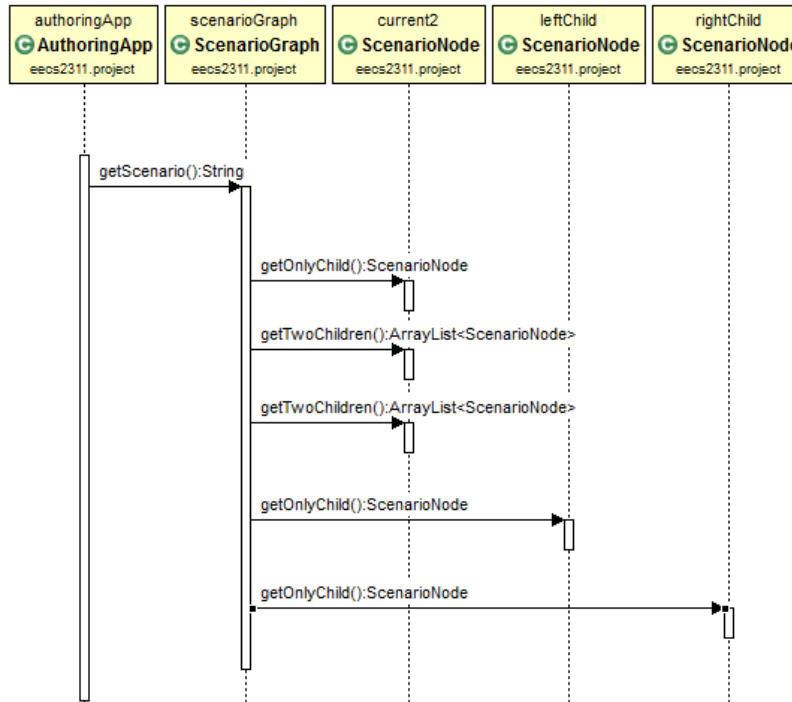 authoringApp
AuthoringApp
eecs2311.project
scenarioGraph
ScenarioGraph
eecs2311.project
current2
ScenarioNode
eecs2311.project
leftChild
ScenarioNode
eecs2311.project
rightChild
ScenarioNode
eecs2311.project
getScenario():String
getOnlyChild():ScenarioNode
getTwoChildren():ArrayList<ScenarioNode>
getTwoChildren():ArrayList<ScenarioNode>
getOnlyChild():ScenarioNode
getOnlyChild():ScenarioNode